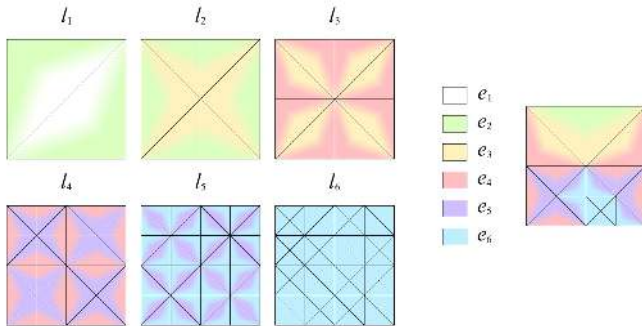 l₁ l₂ l₃
e₁
e₂
e₃
e₄
e₅
e₆
l₄ l₅ l₆